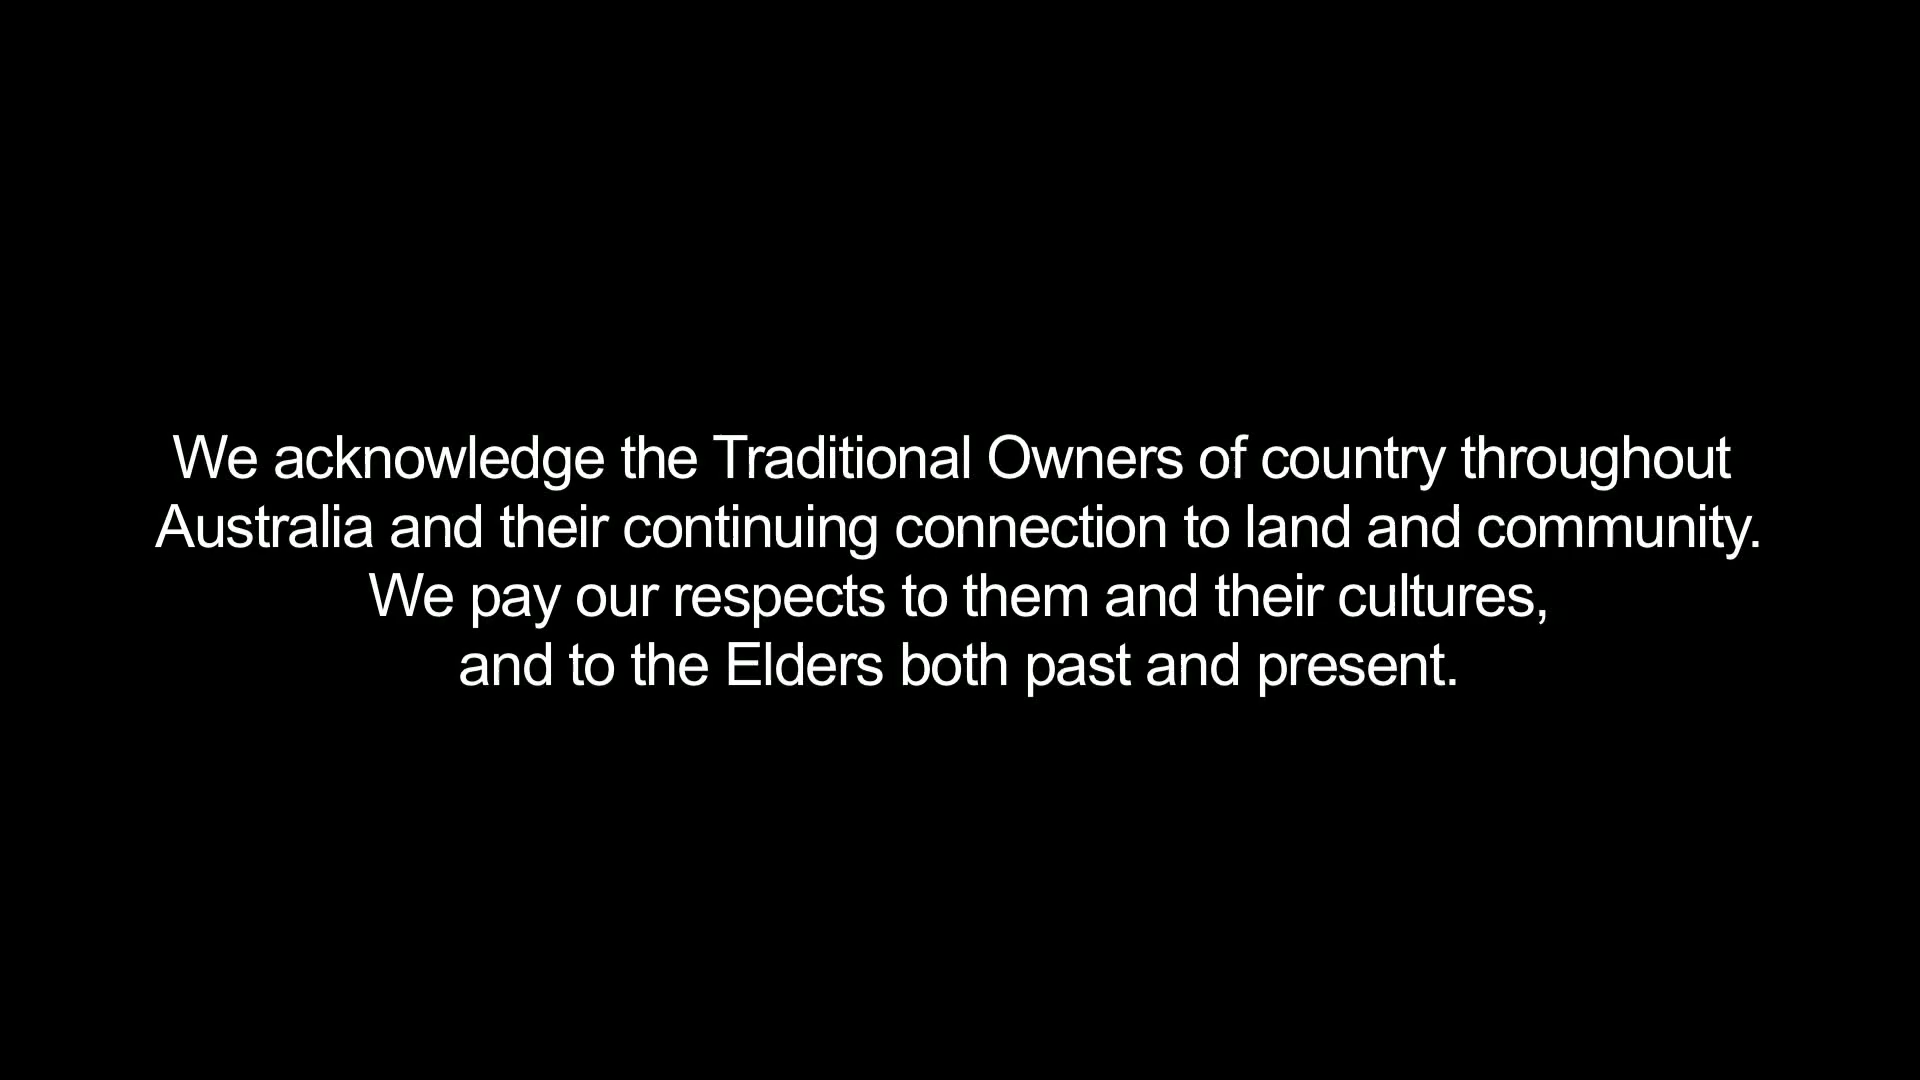 We acknowledge the Traditional Owners of country throughout
Australia and their continuing connection to land and community.
We pay our respects to them and their cultures,
and to the Elders both past and present.